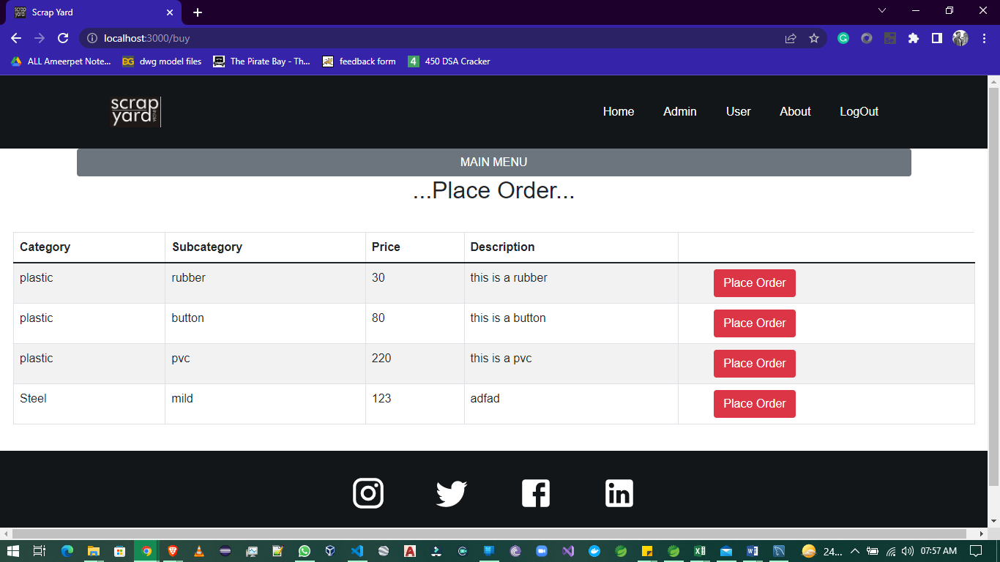 Scrap Yard
localhost:3000/buy
ALL Ameerpet Note... DG dwg model files The Pirate Bay - Th... feedback form 4 450 DSA Cracker
scrap
yard
Home Admin User About LogOut
MAIN MENU
...Place Order...
Category Subcategory Price Description
plastic rubber 30 this is a rubber Place Order
plastic button 80 this is a button Place Order
plastic pvc 220 this is a pvc Place Order
Steel mild 123 adfad Place Order
24... 07:57 AM